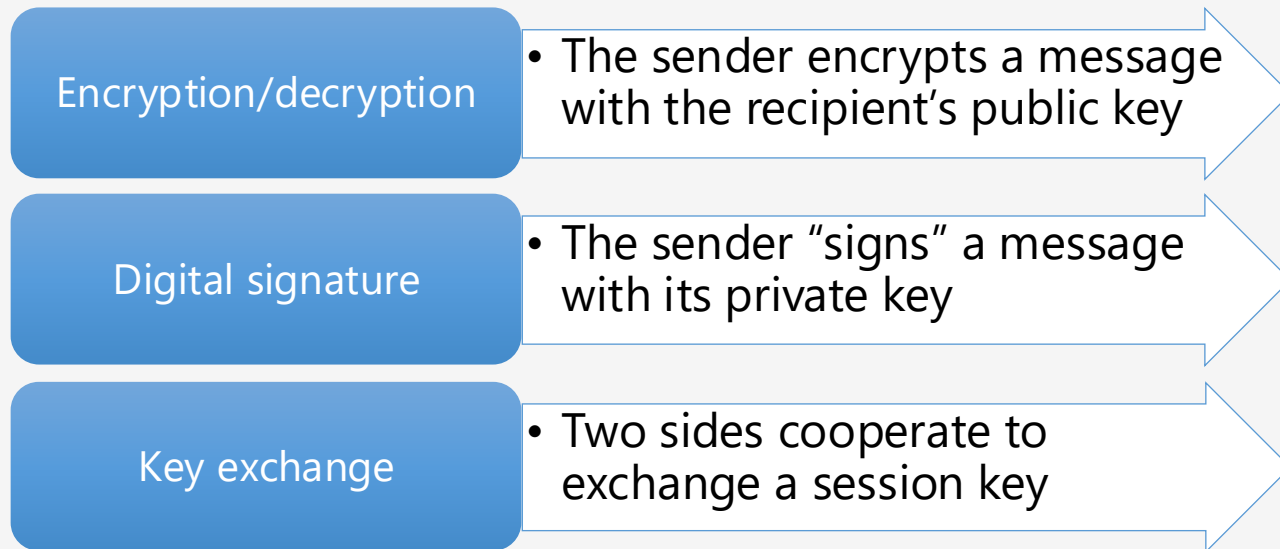 Encryption/decryption
• The sender encrypts a message
with the recipient’s public key
Digital signature
• The sender “signs” a message
with its private key
Key exchange
• Two sides cooperate to
exchange a session key